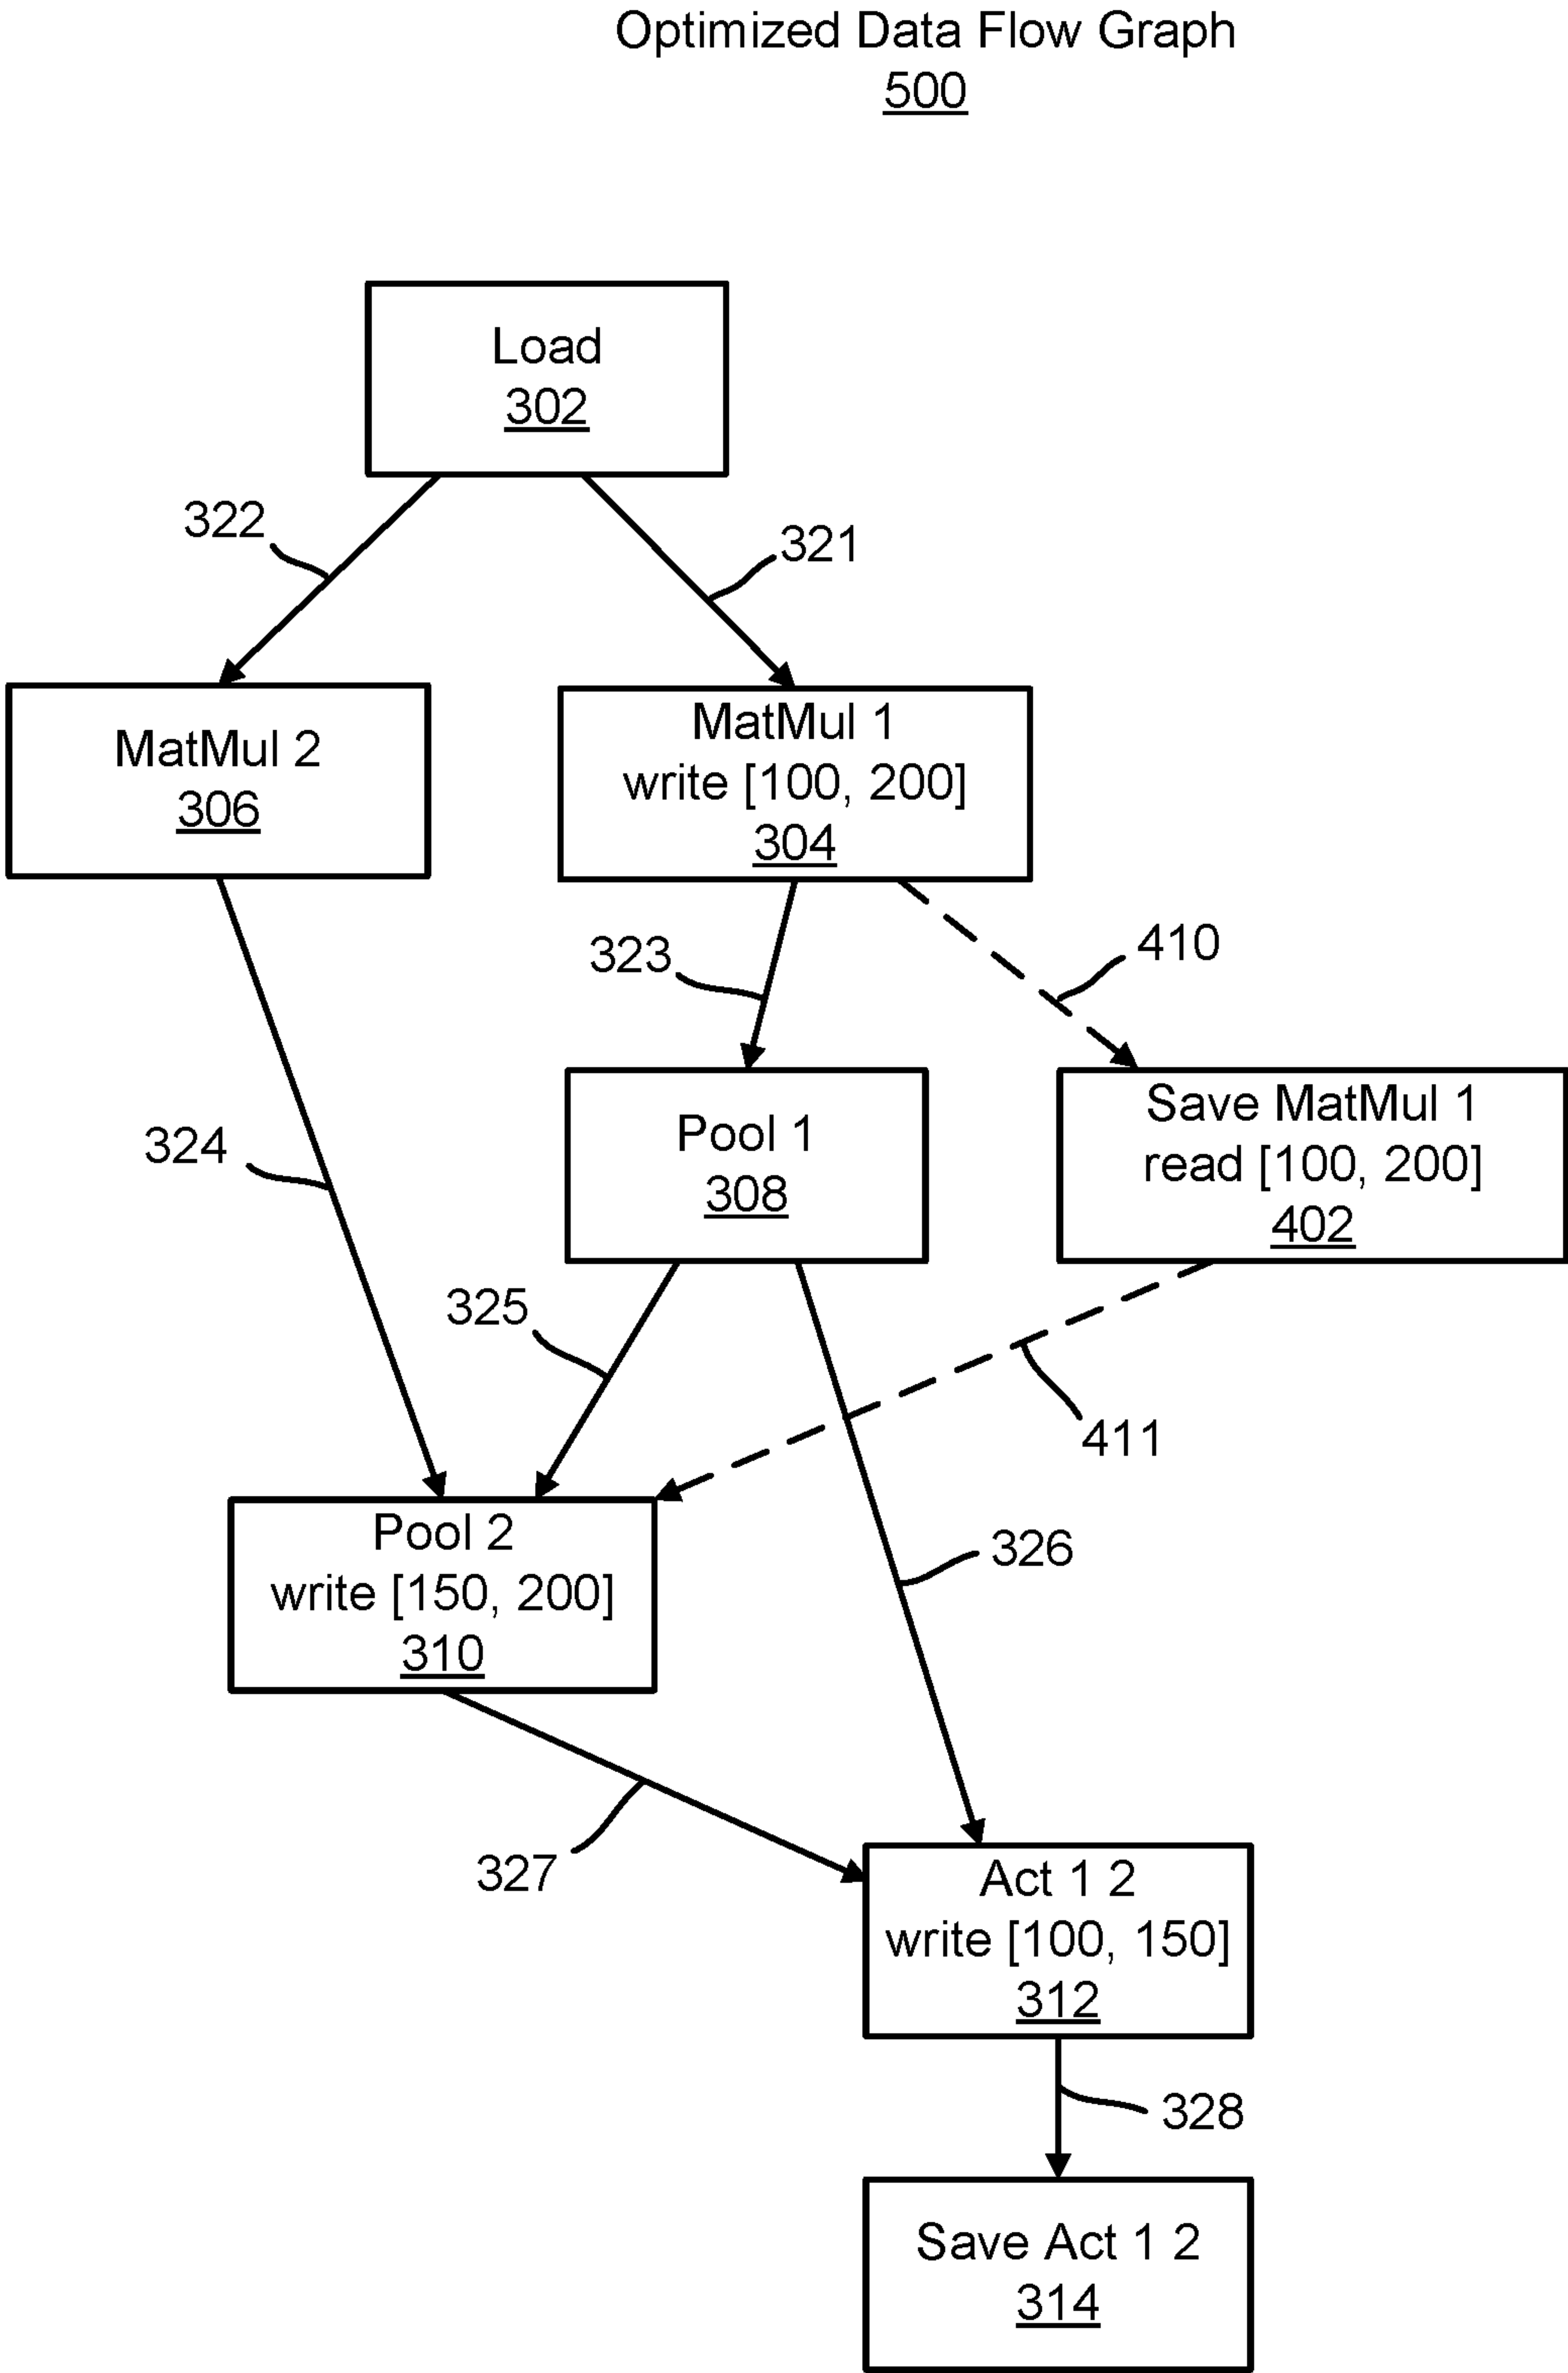 Optimized Data Flow Graph
500
Load
302
322
321
MatMul 2
306
MatMul 1
write [100, 200]
304
323
410
324
Pool 1
308
Save MatMul 1
read [100, 200]
402
325
411
Pool 2
write [150, 200]
310
326
327
Act 1 2
write [100, 150]
312
328
Save Act 1 2
314